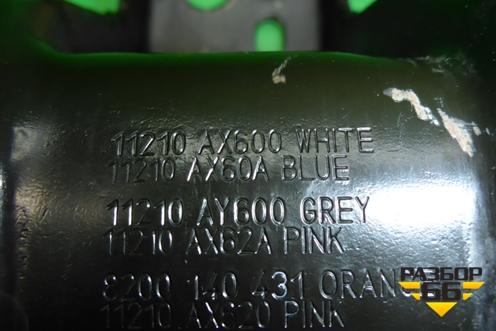 11210 AX600 WHITE
11210 AX60A BLUE
11210 AY600 GREY
11210 AX62A PINK
8200 140 431 ORANG
11210 AX620 PINK
РАЗБОР
66